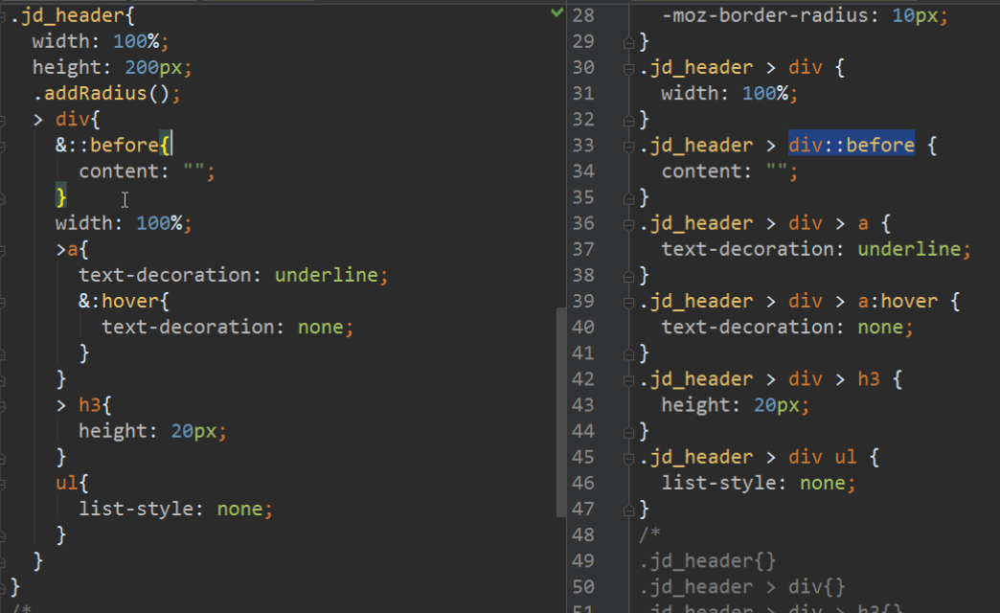 .jd_header{
width: 100%;
height: 200px;
.addRadius();
> div{
&::before{
content: "";
}
width: 100%;
>a{
text-decoration: underline;
&:hover{
text-decoration: none;
}
}
> h3{
height: 20px;
}
ul{
list-style: none;
}
}
}
/*
28 -moz-border-radius: 10px;
29 }
30 .jd_header > div {
31 width: 100%;
32 }
33 .jd_header > div::before {
34 content: "";
35 }
36 .jd_header > div > a {
37 text-decoration: underline;
38 }
39 .jd_header > div > a:hover {
40 text-decoration: none;
41 }
42 .jd_header > div > h3 {
43 height: 20px;
44 }
45 .jd_header > div ul {
46 list-style: none;
47 }
48 /*
49 .jd_header{}
50 .jd_header > div{}
51 .jd_header > div > h3{}